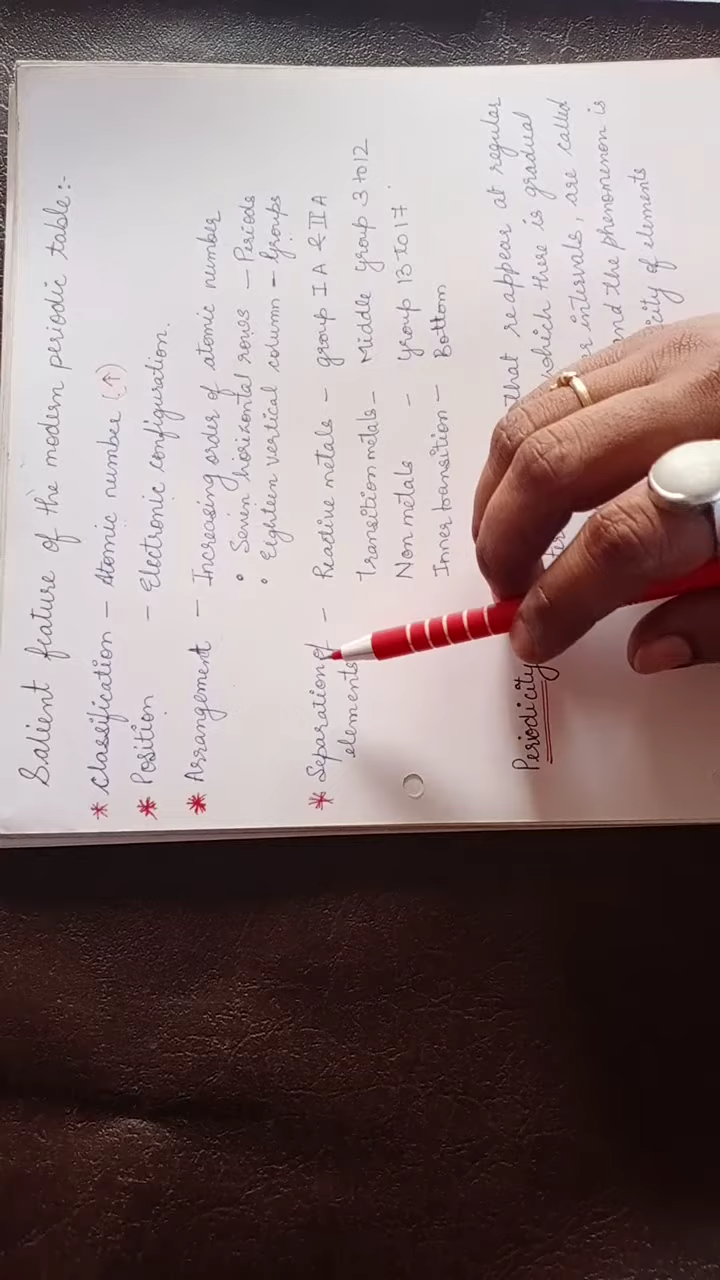 Salient feature of the modern periodic table:-
* Classification - Atomic number (↑)
* Position - Electronic configuration.
* Arrangement - Increasing order of atomic number
• Seven horizontal rows - Periods
• Eighteen vertical column - Groups
* Separation of - Reactive metals - group IA & IIA
elements Transition metals - Middle group 3 to 12
Non metals - group 13 to 17.
Inner transition - Bottom
Periodicity that reappear at regular
which there is gradual
intervals, are called
and the phenomenon is
of elements